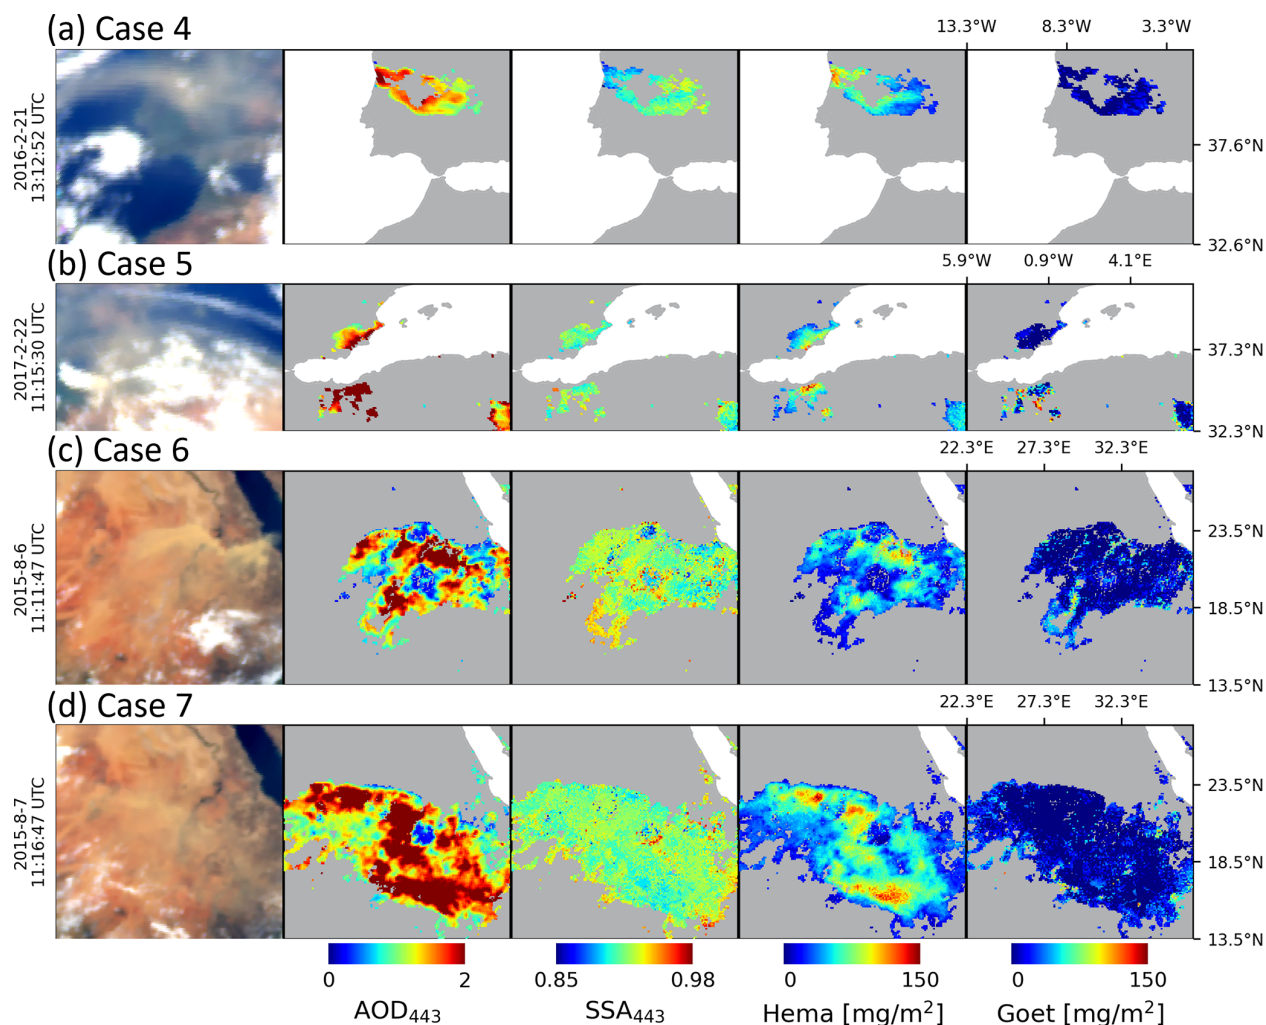 (a) Case 4
13.3°W 8.3°W 3.3°W
2016-2-21
13:12:52 UTC
37.6°N
32.6°N
(b) Case 5
5.9°W 0.9°W 4.1°E
2017-2-22
11:15:30 UTC
37.3°N
32.3°N
(c) Case 6
22.3°E 27.3°E 32.3°E
2015-8-6
11:11:47 UTC
23.5°N
18.5°N
13.5°N
(d) Case 7
22.3°E 27.3°E 32.3°E
2015-8-7
11:16:47 UTC
23.5°N
18.5°N
13.5°N
0 2 0.85 0.98 0 150 0 150
AOD₄₄₃ SSA₄₄₃ Hema [mg/m²] Goet [mg/m²]